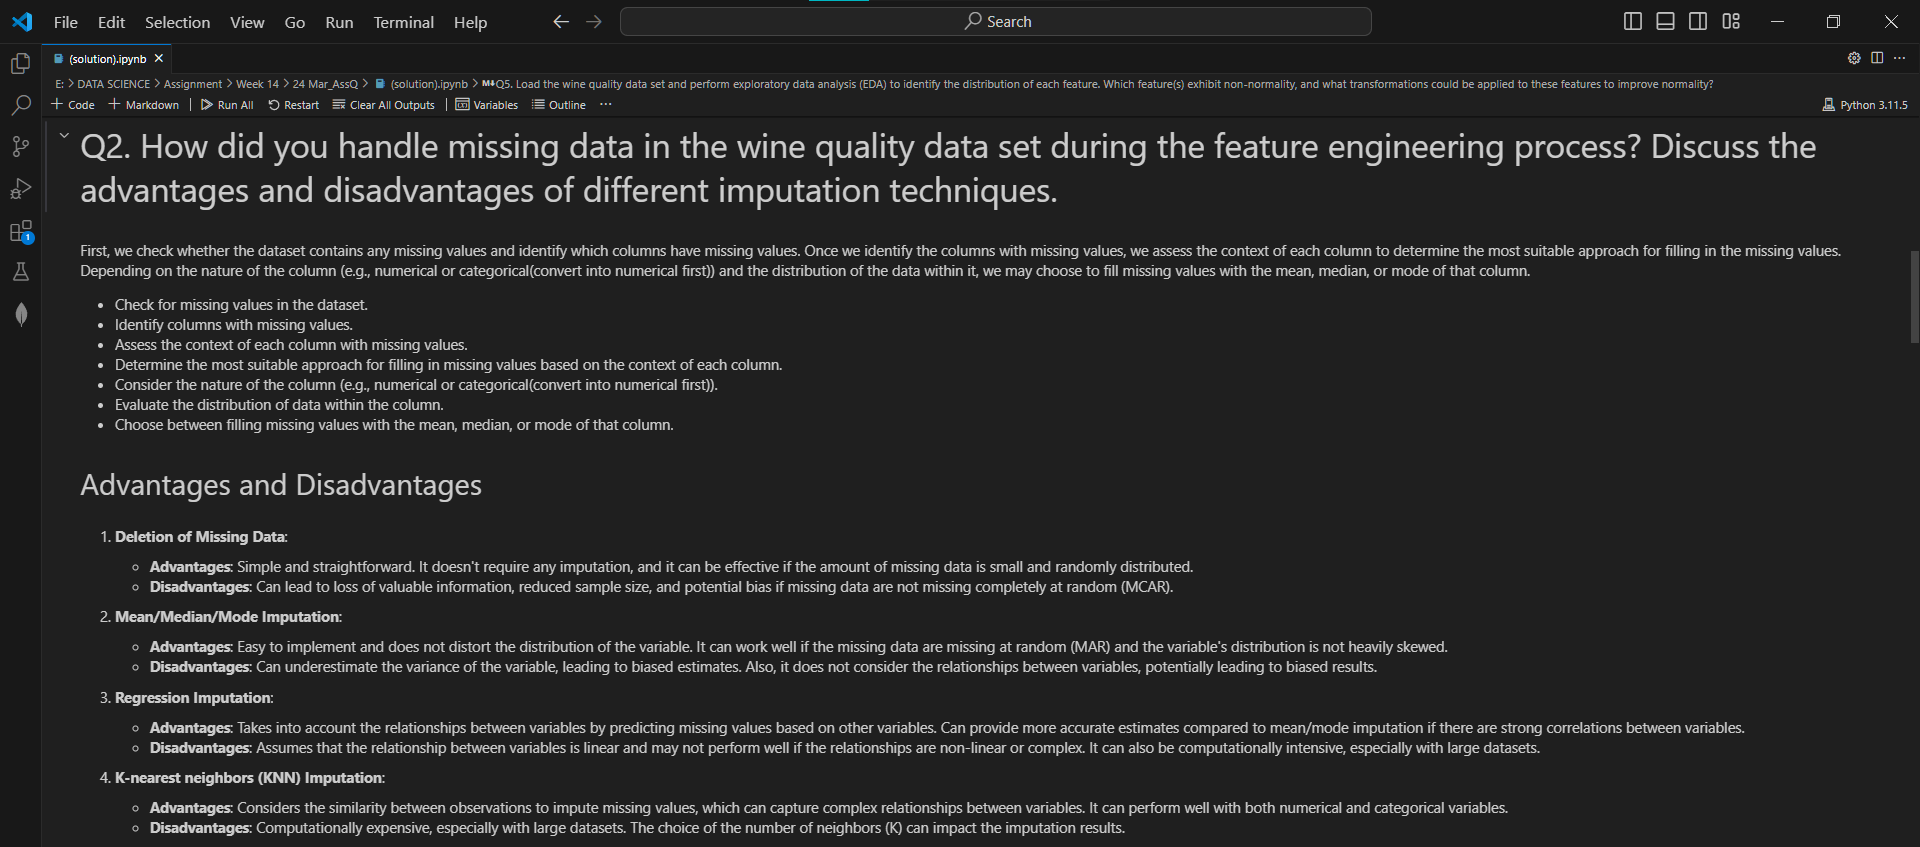 File Edit Selection View Go Run Terminal Help
Search
(solution).ipynb
E: > DATA SCIENCE > Assignment > Week 14 > 24 Mar_AssQ > (solution).ipynb > M↓Q5. Load the wine quality data set and perform exploratory data analysis (EDA) to identify the distribution of each feature. Which feature(s) exhibit non-normality, and what transformations could be applied to these features to improve normality?
+ Code + Markdown | Run All Restart Clear All Outputs | Variables Outline ...
Python 3.11.5
1
Q2. How did you handle missing data in the wine quality data set during the feature engineering process? Discuss the
advantages and disadvantages of different imputation techniques.
First, we check whether the dataset contains any missing values and identify which columns have missing values. Once we identify the columns with missing values, we assess the context of each column to determine the most suitable approach for filling in the missing values.
Depending on the nature of the column (e.g., numerical or categorical(convert into numerical first)) and the distribution of the data within it, we may choose to fill missing values with the mean, median, or mode of that column.
• Check for missing values in the dataset.
• Identify columns with missing values.
• Assess the context of each column with missing values.
• Determine the most suitable approach for filling in missing values based on the context of each column.
• Consider the nature of the column (e.g., numerical or categorical(convert into numerical first)).
• Evaluate the distribution of data within the column.
• Choose between filling missing values with the mean, median, or mode of that column.
Advantages and Disadvantages
1. Deletion of Missing Data:
○ Advantages: Simple and straightforward. It doesn't require any imputation, and it can be effective if the amount of missing data is small and randomly distributed.
○ Disadvantages: Can lead to loss of valuable information, reduced sample size, and potential bias if missing data are not missing completely at random (MCAR).
2. Mean/Median/Mode Imputation:
○ Advantages: Easy to implement and does not distort the distribution of the variable. It can work well if the missing data are missing at random (MAR) and the variable's distribution is not heavily skewed.
○ Disadvantages: Can underestimate the variance of the variable, leading to biased estimates. Also, it does not consider the relationships between variables, potentially leading to biased results.
3. Regression Imputation:
○ Advantages: Takes into account the relationships between variables by predicting missing values based on other variables. Can provide more accurate estimates compared to mean/mode imputation if there are strong correlations between variables.
○ Disadvantages: Assumes that the relationship between variables is linear and may not perform well if the relationships are non-linear or complex. It can also be computationally intensive, especially with large datasets.
4. K-nearest neighbors (KNN) Imputation:
○ Advantages: Considers the similarity between observations to impute missing values, which can capture complex relationships between variables. It can perform well with both numerical and categorical variables.
○ Disadvantages: Computationally expensive, especially with large datasets. The choice of the number of neighbors (K) can impact the imputation results.